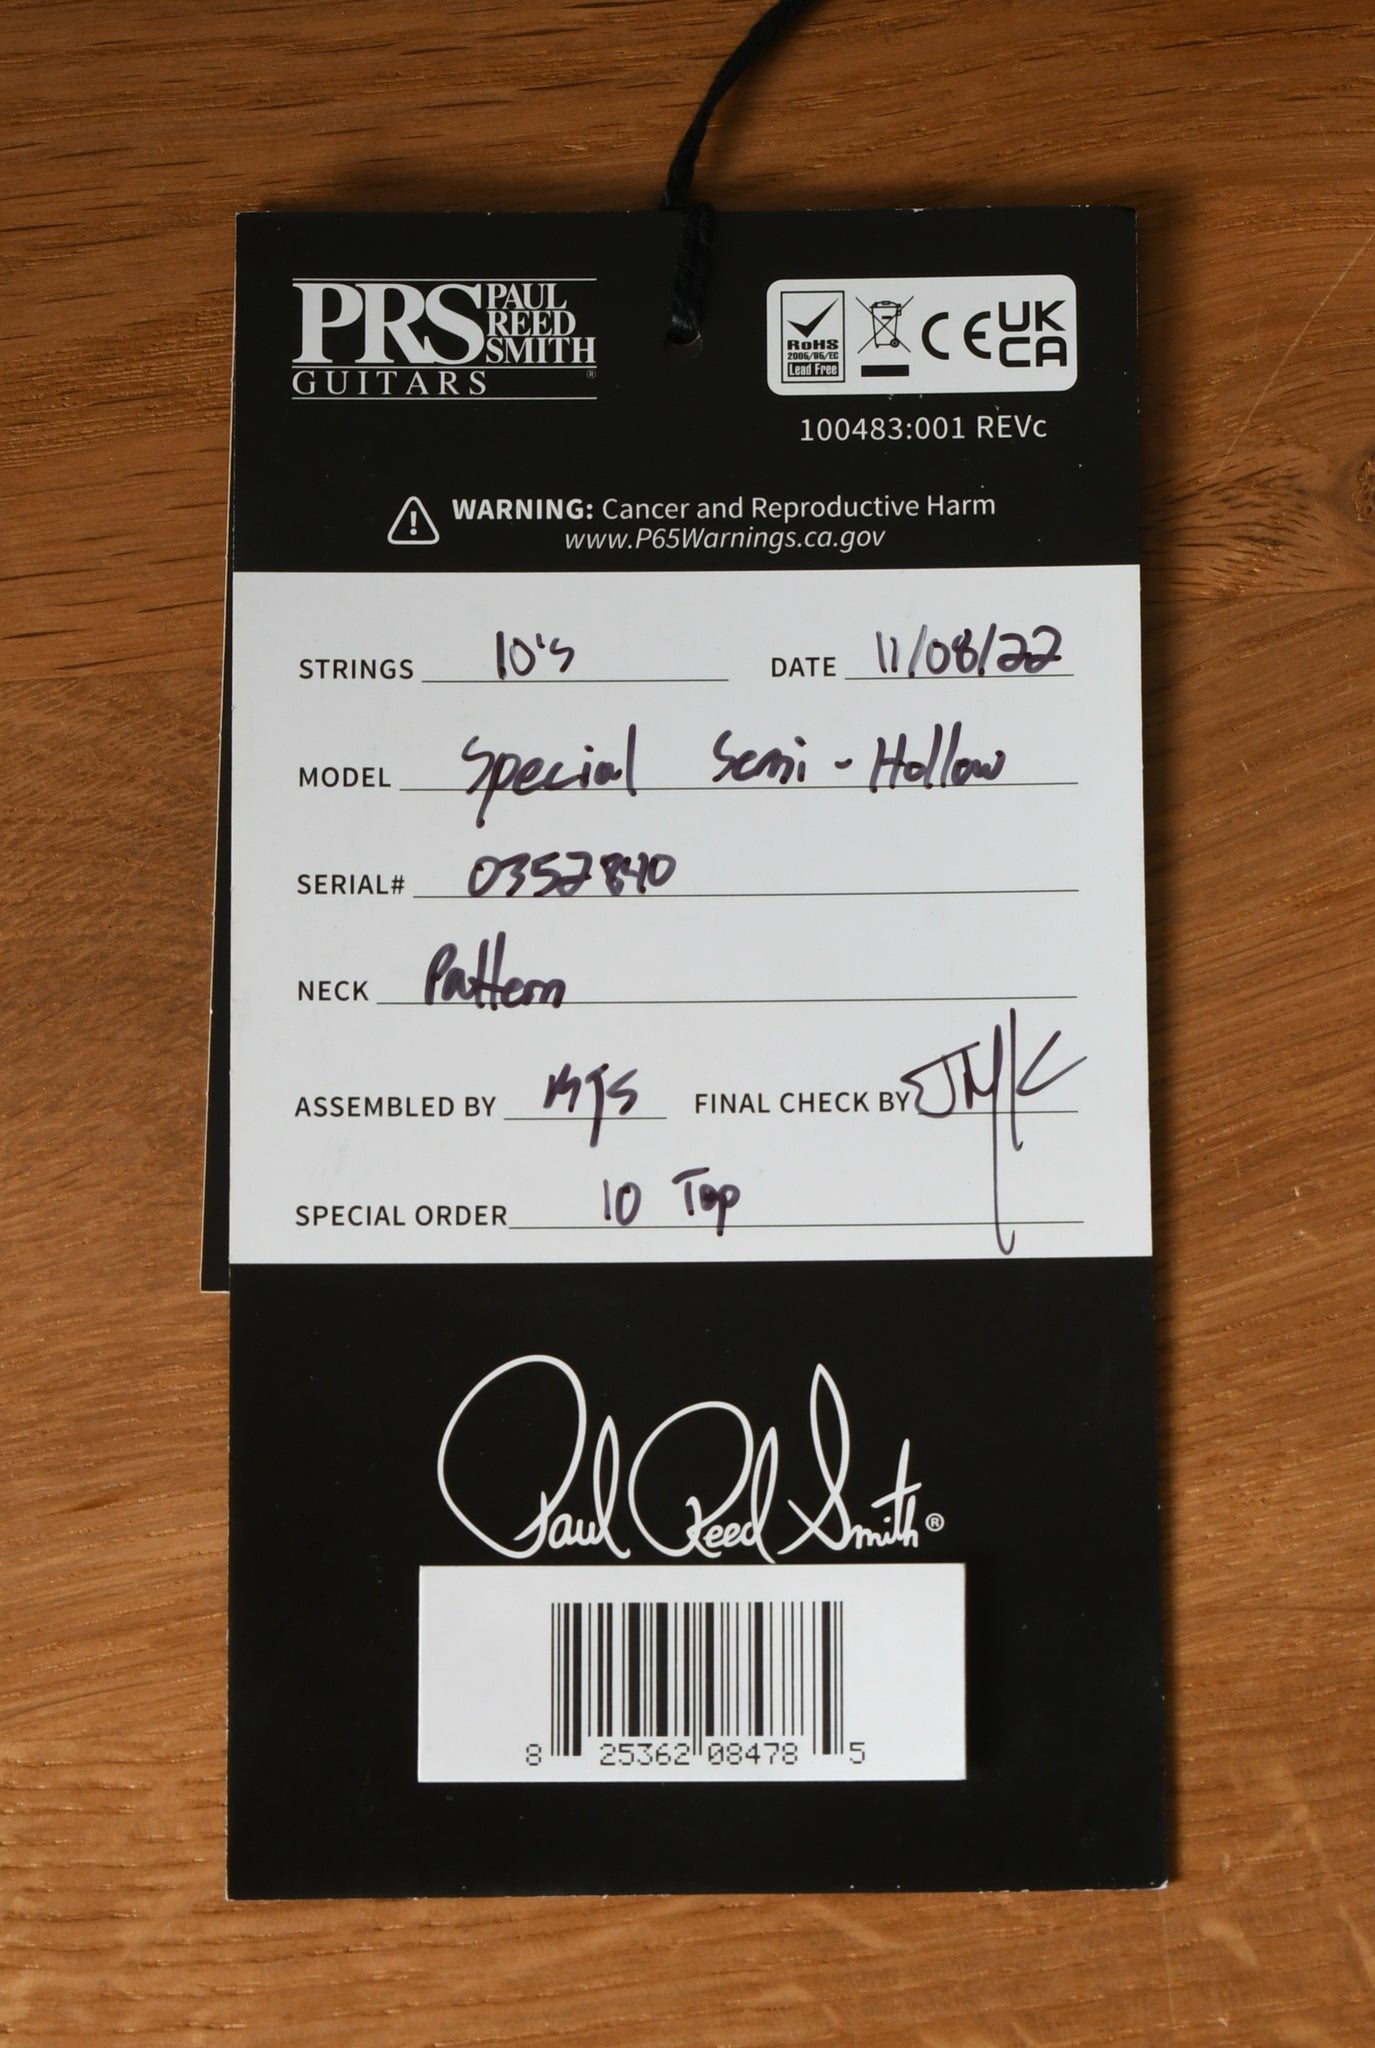 PRS PAUL REED SMITH
GUITARS ®
RoHS
2005/95/EC
Lead Free
CE UK CA
100483:001 REVc
WARNING: Cancer and Reproductive Harm
www.P65Warnings.ca.gov
STRINGS 10's DATE 11/08/22
MODEL Special Semi-Hollow
SERIAL# 0352840
NECK Pattern
ASSEMBLED BY MJS FINAL CHECK BY JMK
SPECIAL ORDER 10 Top
Paul Reed Smith®
8 25362 08478 5